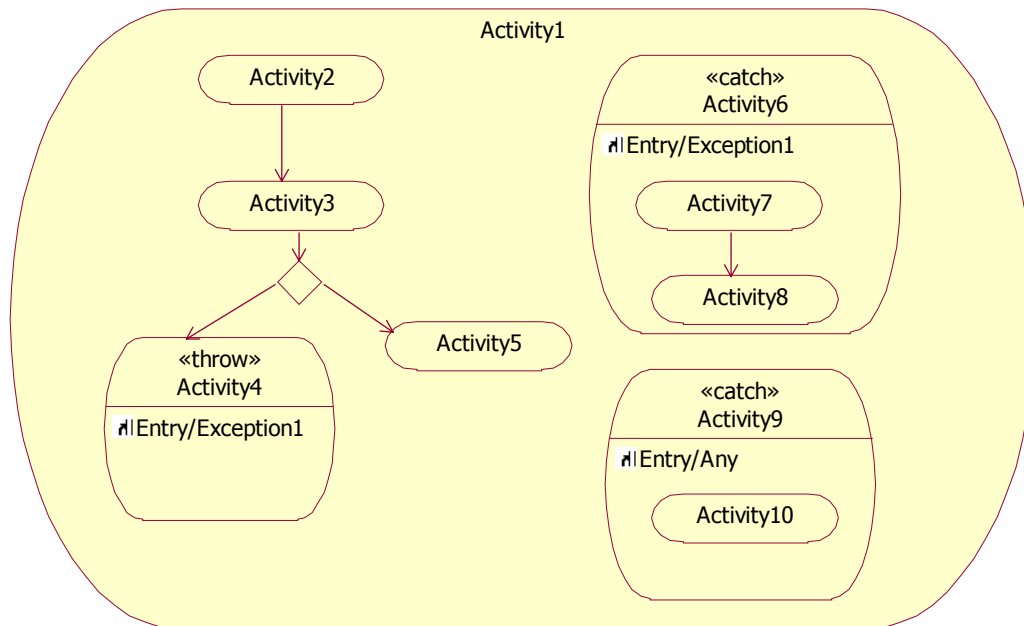 Activity1
Activity2
Activity3
«throw»
Activity4
Entry/Exception1
Activity5
«catch»
Activity6
Entry/Exception1
Activity7
Activity8
«catch»
Activity9
Entry/Any
Activity10